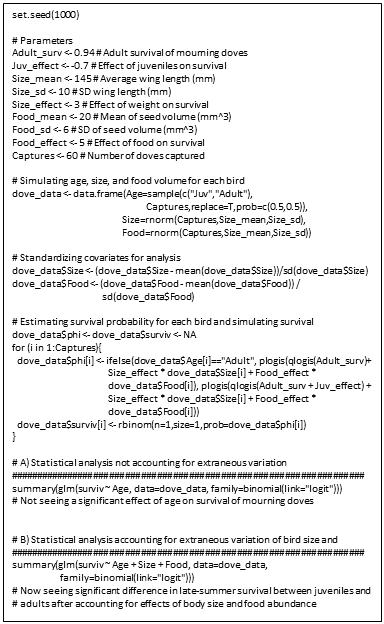 set.seed(1000)
# Parameters
Adult_surv <- 0.94 # Adult survival of mourning doves
Juv_effect <- -0.7 # Effect of juveniles on survival
Size_mean <- 145 # Average wing length (mm)
Size_sd <- 10 # SD wing length (mm)
Size_effect <- 3 # Effect of weight on survival
Food_mean <- 20 # Mean of seed volume (mm^3)
Food_sd <- 6 # SD of seed volume (mm^3)
Food_effect <- 5 # Effect of food on survival
Captures <- 60 # Number of doves captured
# Simulating age, size, and food volume for each bird
dove_data <- data.frame(Age=sample(c("Juv","Adult"),
Captures,replace=T,prob=c(0.5,0.5)),
Size=rnorm(Captures,Size_mean,Size_sd),
Food=rnorm(Captures,Size_mean,Size_sd))
# Standardizing covariates for analysis
dove_data$Size <- (dove_data$Size - mean(dove_data$Size))/sd(dove_data$Size)
dove_data$Food <- (dove_data$Food - mean(dove_data$Food)) /
sd(dove_data$Food)
# Estimating survival probability for each bird and simulating survival
dove_data$phi <- dove_data$surviv <- NA
for (i in 1:Captures){
dove_data$phi[i] <- ifelse(dove_data$Age[i]=="Adult", plogis(qlogis(Adult_surv)+
Size_effect * dove_data$Size[i] + Food_effect *
dove_data$Food[i]), plogis(qlogis(Adult_surv + Juv_effect) +
Size_effect * dove_data$Size[i] + Food_effect *
dove_data$Food[i]))
dove_data$surviv[i] <- rbinom(n=1,size=1,prob=dove_data$phi[i])
}
# A) Statistical analysis not accounting for extraneous variation
##################################################################
summary(glm(surviv ~ Age, data=dove_data, family=binomial(link="logit")))
# Not seeing a significant effect of age on survival of mourning doves
# B) Statistical analysis accounting for extraneous variation of bird size and
##################################################################
summary(glm(surviv ~ Age + Size + Food, data=dove_data,
family=binomial(link="logit")))
# Now seeing significant difference in late-summer survival between juveniles and
# adults after accounting for effects of body size and food abundance